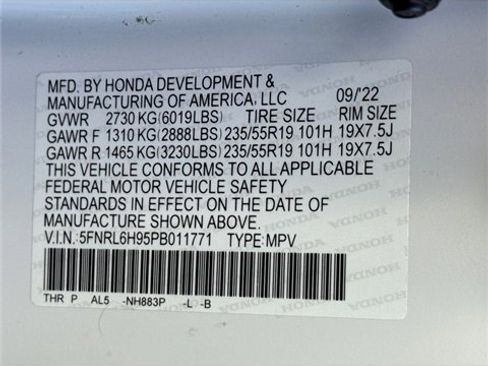 MFD. BY HONDA DEVELOPMENT &
MANUFACTURING OF AMERICA, LLC 09/'22
GVWR 2730 KG(6019LBS) TIRE SIZE RIM SIZE
GAWR F 1310 KG(2888LBS) 235/55R19 101H 19X7.5J
GAWR R 1465 KG(3230LBS) 235/55R19 101H 19X7.5J
THIS VEHICLE CONFORMS TO ALL APPLICABLE
FEDERAL MOTOR VEHICLE SAFETY
STANDARDS IN EFFECT ON THE DATE OF
MANUFACTURE SHOWN ABOVE.
V.I.N.:5FNRL6H95PB011771 TYPE:MPV
THR P AL5 -NH883P -L -B